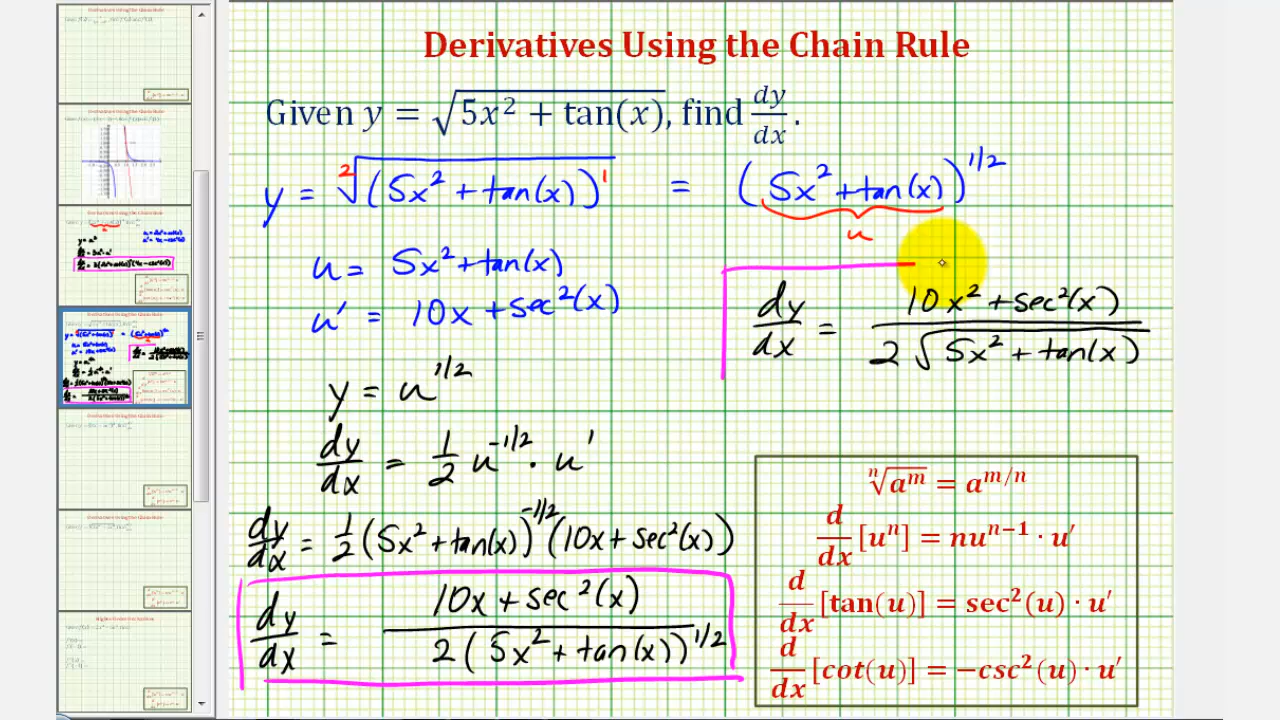 Derivatives Using the Chain Rule
Given y = √(5x² + tan(x)), find dy/dx.
y = ²√(5x² + tan(x))¹ = (5x² + tan(x))^1/2
u
u = 5x² + tan(x)
u' = 10x + sec²(x)
y = u^1/2
dy/dx = 1/2 u^-1/2 · u'
dy/dx = 1/2 (5x² + tan(x))^-1/2 (10x + sec²(x))
dy/dx = 10x + sec²(x) / 2(5x² + tan(x))^1/2
dy/dx = 10x² + sec²(x) / 2√(5x² + tan(x))
ⁿ√(aᵐ) = a^m/n
d/dx [uⁿ] = nuⁿ⁻¹ · u'
d/dx [tan(u)] = sec²(u) · u'
d/dx [cot(u)] = −csc²(u) · u'